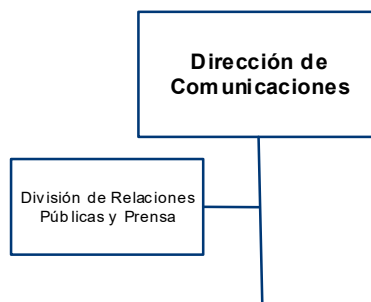 Dirección de
Comunicaciones
División de Relaciones
Públicas y Prensa